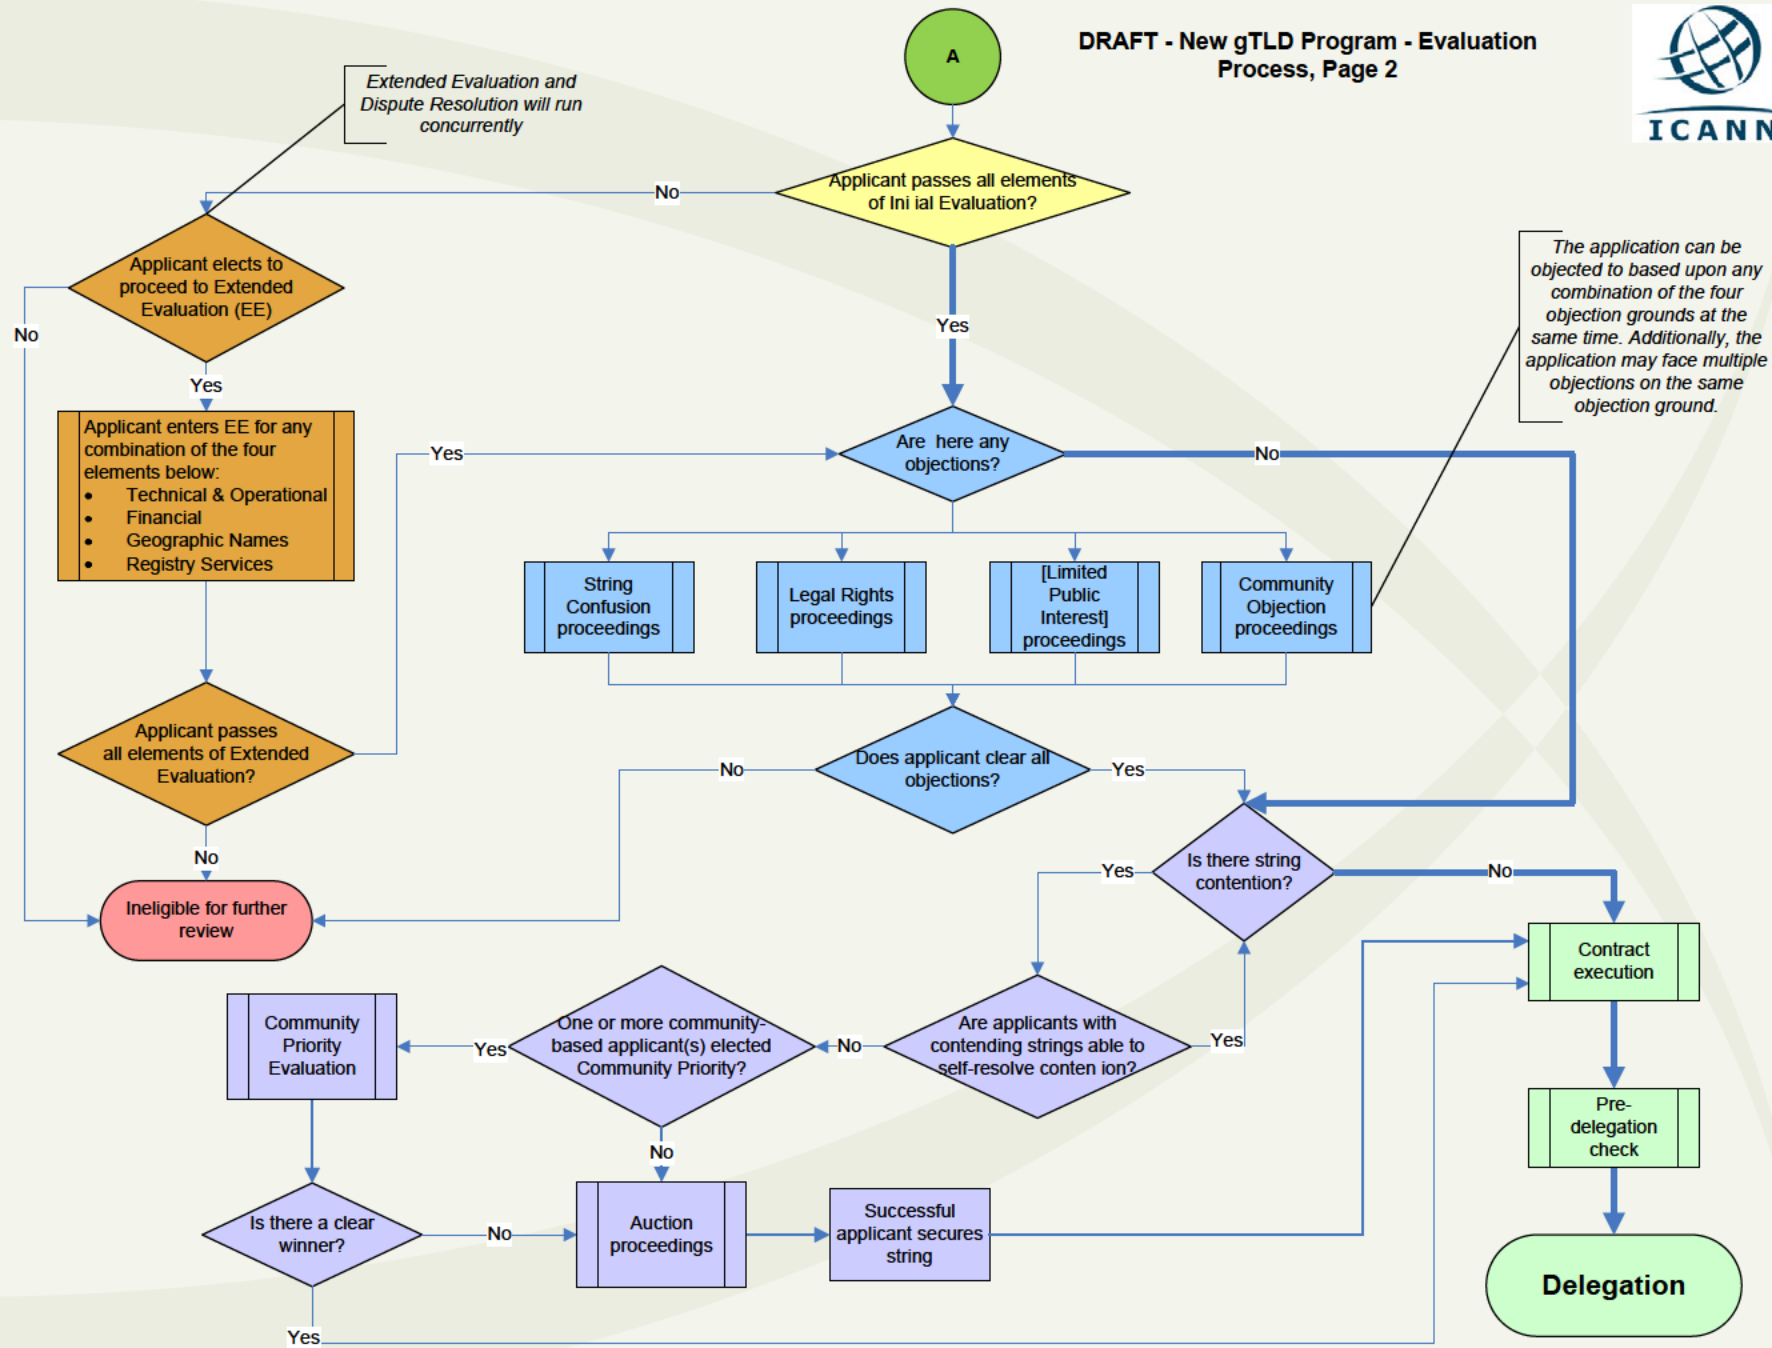 A
DRAFT - New gTLD Program - Evaluation
Process, Page 2
ICANN
Extended Evaluation and
Dispute Resolution will run
concurrently
Applicant passes all elements
of Ini ial Evaluation?
No
Yes
Applicant elects to
proceed to Extended
Evaluation (EE)
No
Yes
The application can be
objected to based upon any
combination of the four
objection grounds at the
same time. Additionally, the
application may face multiple
objections on the same
objection ground.
Applicant enters EE for any
combination of the four
elements below:
• Technical & Operational
• Financial
• Geographic Names
• Registry Services
Yes
Are here any
objections?
No
String
Confusion
proceedings
Legal Rights
proceedings
[Limited
Public
Interest]
proceedings
Community
Objection
proceedings
Applicant passes
all elements of Extended
Evaluation?
No
No
Does applicant clear all
objections?
Yes
Ineligible for further
review
Is there string
contention?
Yes
No
Contract
execution
Community
Priority
Evaluation
Yes
One or more community-
based applicant(s) elected
Community Priority?
No
Are applicants with
contending strings able to
self-resolve conten ion?
Yes
No
Pre-
delegation
check
Is there a clear
winner?
No
Auction
proceedings
Successful
applicant secures
string
Delegation
Yes